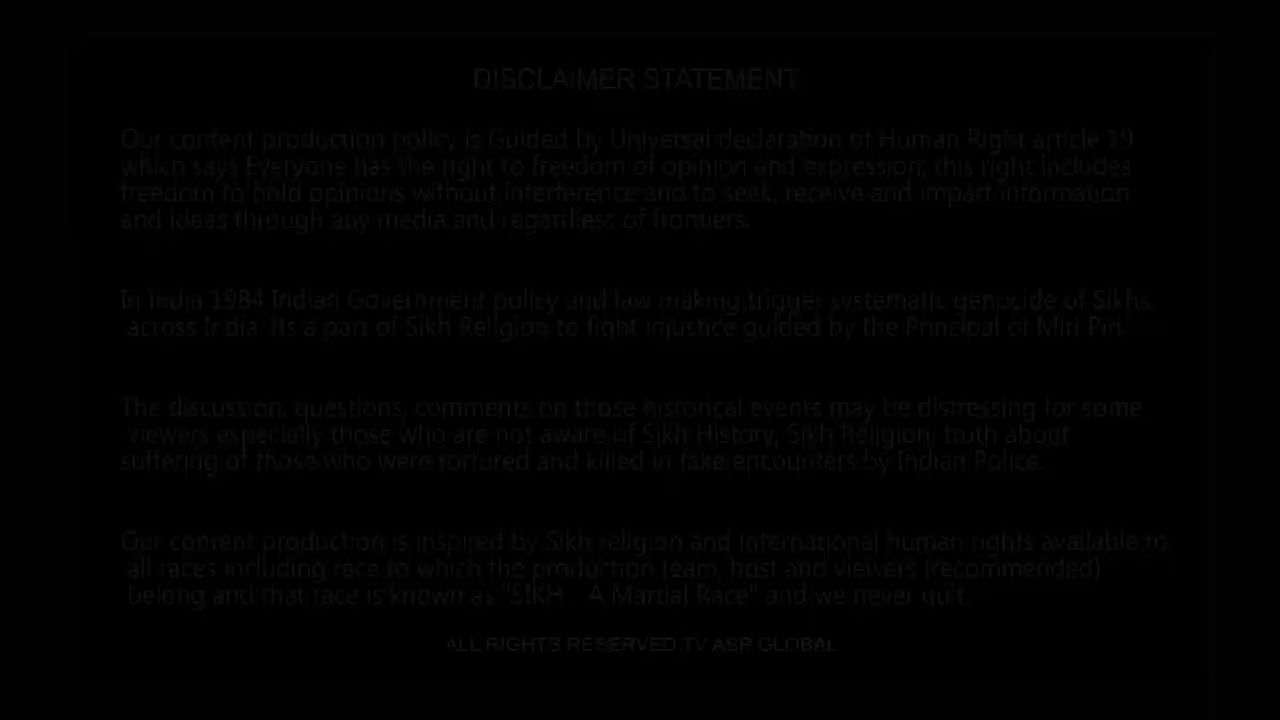 DISCLAIMER STATEMENT
Our content production policy is Guided by Universal declaration of Human Right article 19
which says Everyone has the right to freedom of opinion and expression; this right includes
freedom to hold opinions without interference and to seek, receive and impart information
and ideas through any media and regardless of frontiers.
In India 1984 Indian Government policy and law making trigger systematic genocide of Sikhs
across India. Its a part of Sikh Religion to fight injustice guided by the Principal of Miri Piri.
The discussion, questions, comments on those historical events may be distressing for some
viewers especially those who are not aware of Sikh History, Sikh Religion, truth about
suffering of those who were tortured and killed in fake encounters by Indian Police.
Our content production is inspired by Sikh religion and international human rights available to
all races including race to which the production team, host and viewers (recommended)
belong and that race is known as "SIKH - A Martial Race" and we never quit
ALL RIGHTS RESERVED TV ASR GLOBAL